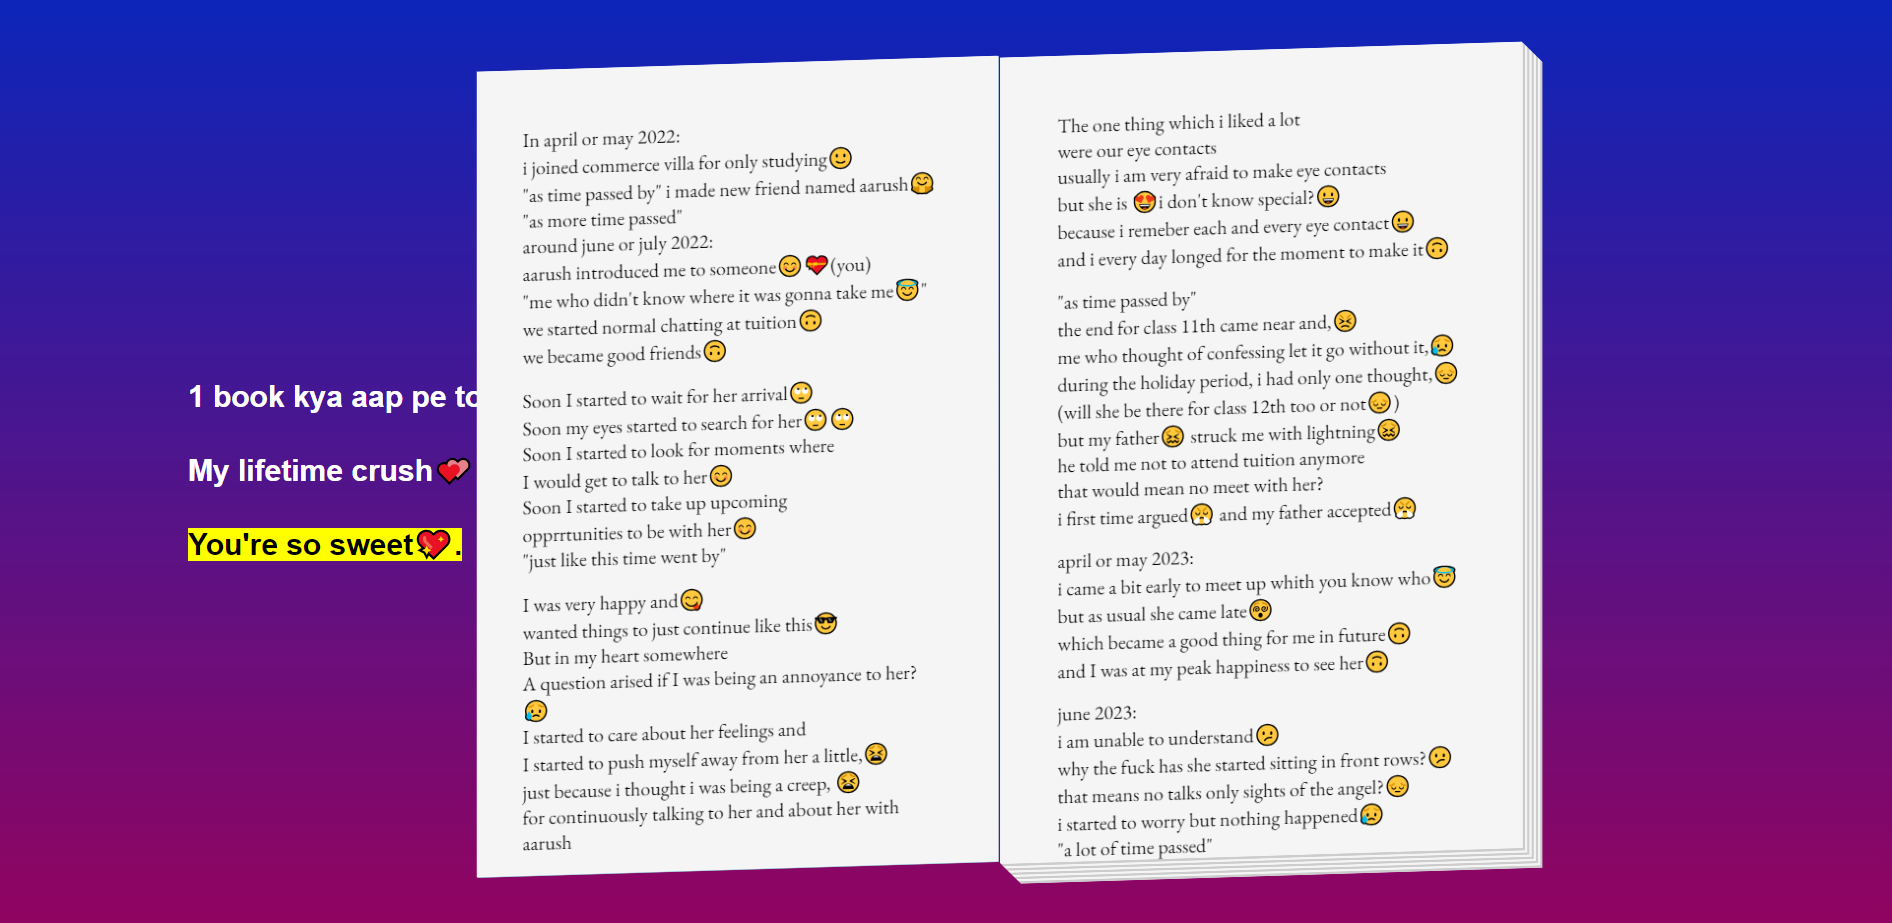 1 book kya aap pe to
My lifetime crush💕
You're so sweet💖.
In april or may 2022:
i joined commerce villa for only studying🙂
"as time passed by" i made new friend named aarush🤗
"as more time passed"
around june or july 2022:
aarush introduced me to someone😊💝(you)
"me who didn't know where it was gonna take me😇"
we started normal chatting at tuition🙃
we became good friends🙃
Soon I started to wait for her arrival🙄
Soon my eyes started to search for her🙄🙄
Soon I started to look for moments where
I would get to talk to her😊
Soon I started to take up upcoming
opprrtunities to be with her😊
"just like this time went by"
I was very happy and😋
wanted things to just continue like this😎
But in my heart somewhere
A question arised if I was being an annoyance to her?
😥
I started to care about her feelings and
I started to push myself away from her a little,😫
just because i thought i was being a creep, 😫
for continuously talking to her and about her with
aarush
The one thing which i liked a lot
were our eye contacts
usually i am very afraid to make eye contacts
but she is 😍i don't know special?😀
because i remeber each and every eye contact😀
and i every day longed for the moment to make it🙃
"as time passed by"
the end for class 11th came near and,😣
me who thought of confessing let it go without it,😥
during the holiday period, i had only one thought,😔
(will she be there for class 12th too or not😔)
but my father😖 struck me with lightning😖
he told me not to attend tuition anymore
that would mean no meet with her?
i first time argued😤 and my father accepted😤
april or may 2023:
i came a bit early to meet up whith you know who😇
but as usual she came late😵‍💫
which became a good thing for me in future🙃
and I was at my peak happiness to see her🙃
june 2023:
i am unable to understand🫤
why the fuck has she started sitting in front rows?🫤
that means no talks only sights of the angel?😔
i started to worry but nothing happened😥
"a lot of time passed"